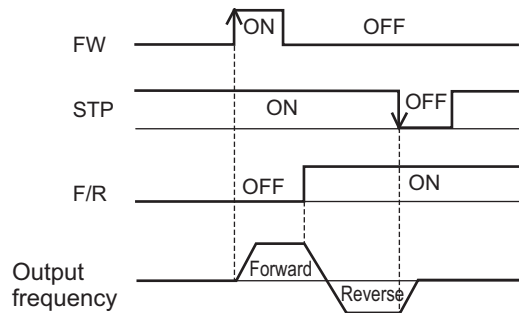 FW ON OFF
STP ON OFF
F/R OFF ON
Output
frequency
Forward
Reverse